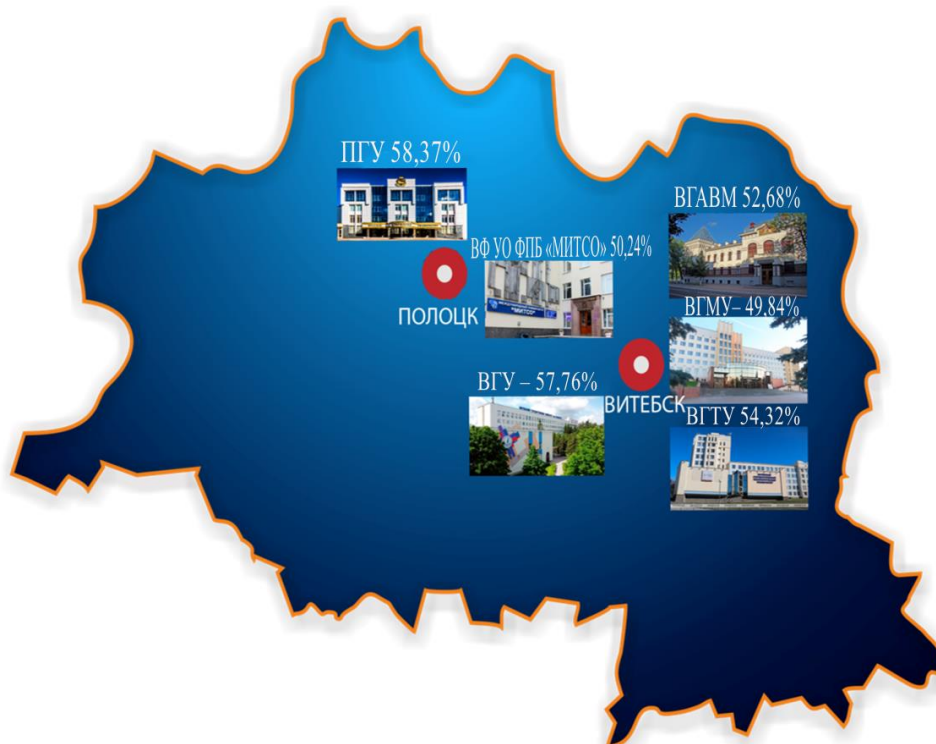 ПГУ 58,37%
ВГАВМ 52,68%
ВФ УО ФПБ «МИТСО» 50,24%
"МИТСО"
ПОЛОЦК
ВГМУ– 49,84%
ВГУ – 57,76%
ВИТЕБСК
ВГТУ 54,32%